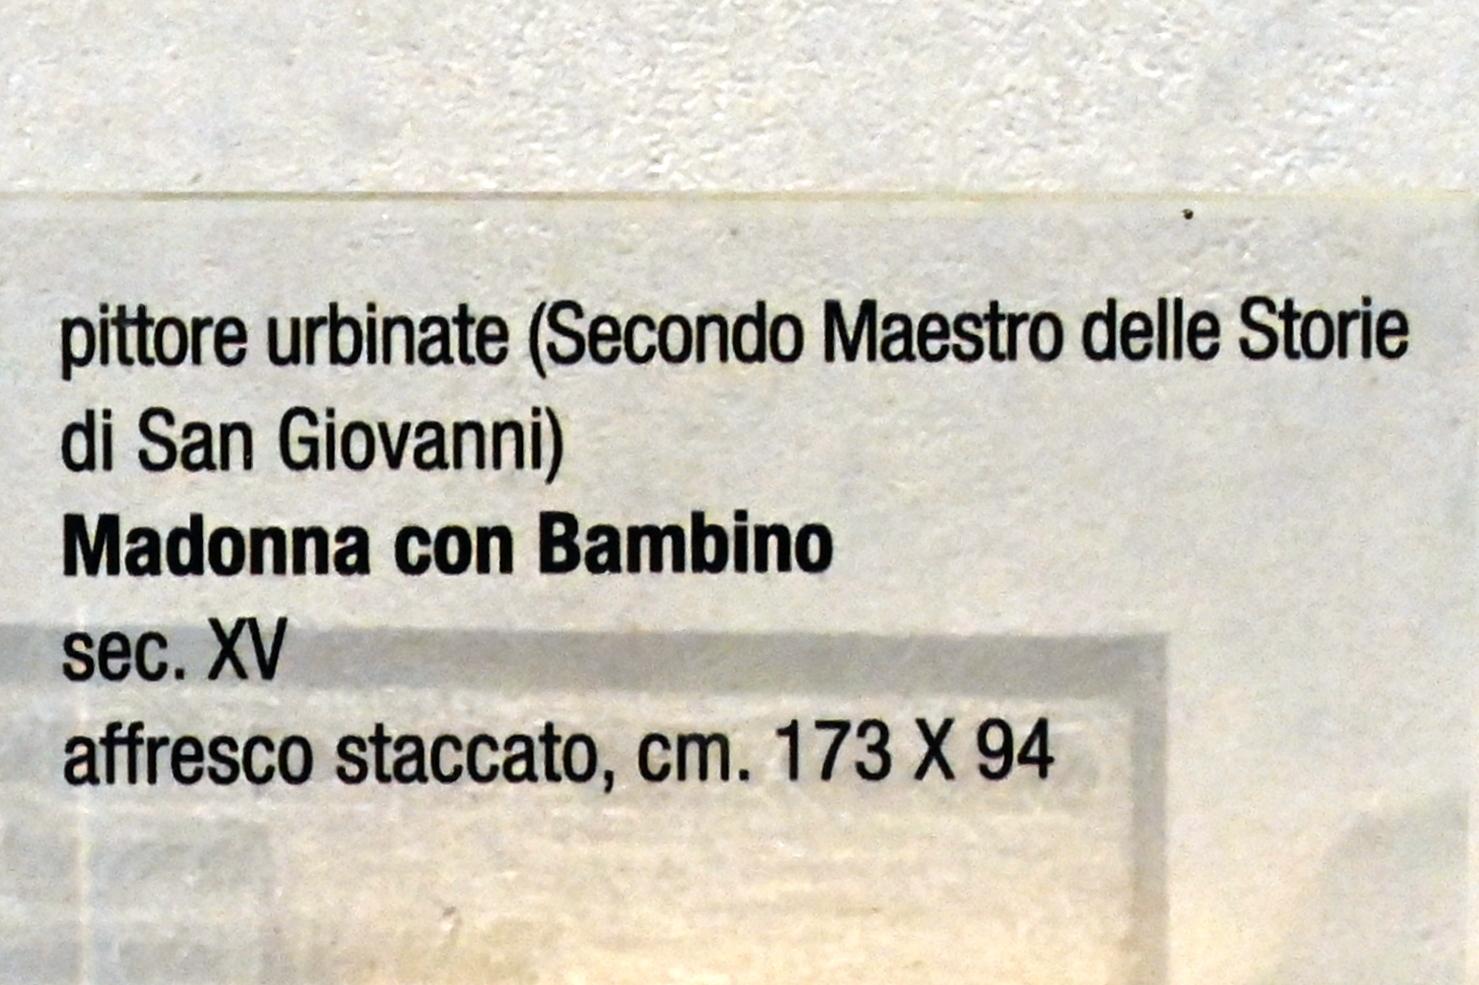 pittore urbinate (Secondo Maestro delle Storie
di San Giovanni)
Madonna con Bambino
sec. XV
affresco staccato, cm. 173 X 94